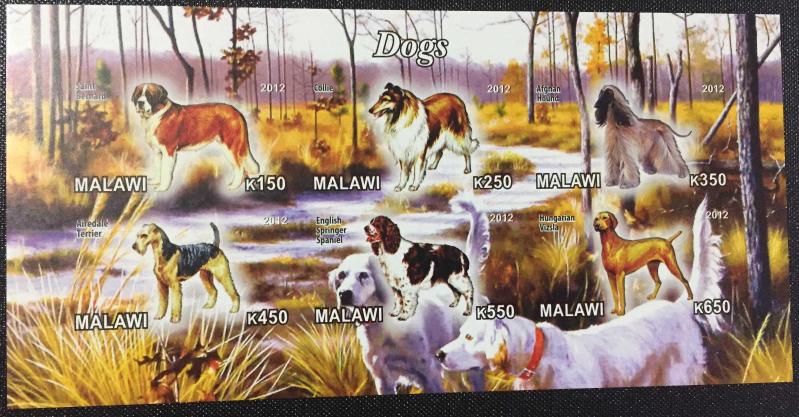 Dogs
Saint
Bernard
2012
MALAWI
K150
Collie
2012
MALAWI
K250
Afghan
Hound
2012
MALAWI
K350
Airedale
Terrier
2012
MALAWI
K450
English
Springer
Spaniel
2012
MALAWI
K550
Hungarian
Vizsla
2012
MALAWI
K650